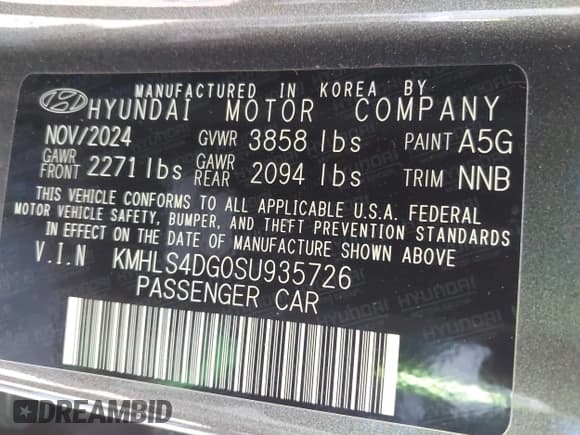 MANUFACTURED IN KOREA BY
HYUNDAI MOTOR COMPANY
NOV/2024 GVWR 3858 lbs PAINT A5G
GAWR FRONT 2271 lbs GAWR REAR 2094 lbs TRIM NNB
THIS VEHICLE CONFORMS TO ALL APPLICABLE U.S.A. FEDERAL
MOTOR VEHICLE SAFETY, BUMPER, AND THEFT PREVENTION STANDARDS
IN EFFECT ON THE DATE OF MANUFACTURE SHOWN ABOVE
V.I.N KMHLS4DG0SU935726
PASSENGER CAR
DREAMBID